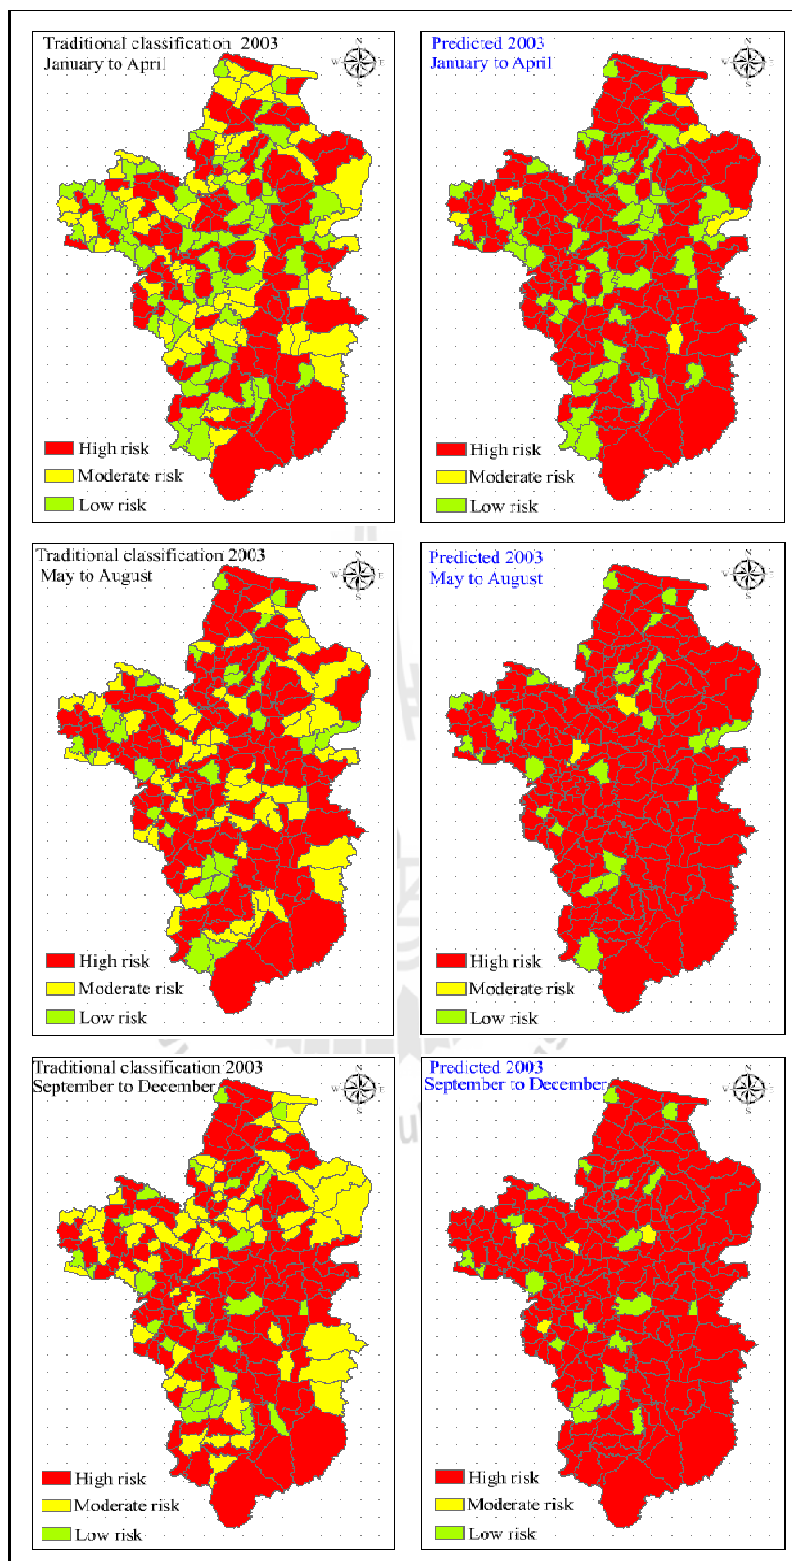 Traditional classification 2003
January to April
N
W E
S
High risk
Moderate risk
Low risk
Predicted 2003
January to April
N
W E
S
High risk
Moderate risk
Low risk
Traditional classification 2003
May to August
N
W E
S
High risk
Moderate risk
Low risk
Predicted 2003
May to August
N
W E
S
High risk
Moderate risk
Low risk
Traditional classification 2003
September to December
N
W E
S
High risk
Moderate risk
Low risk
Predicted 2003
September to December
N
W E
S
High risk
Moderate risk
Low risk